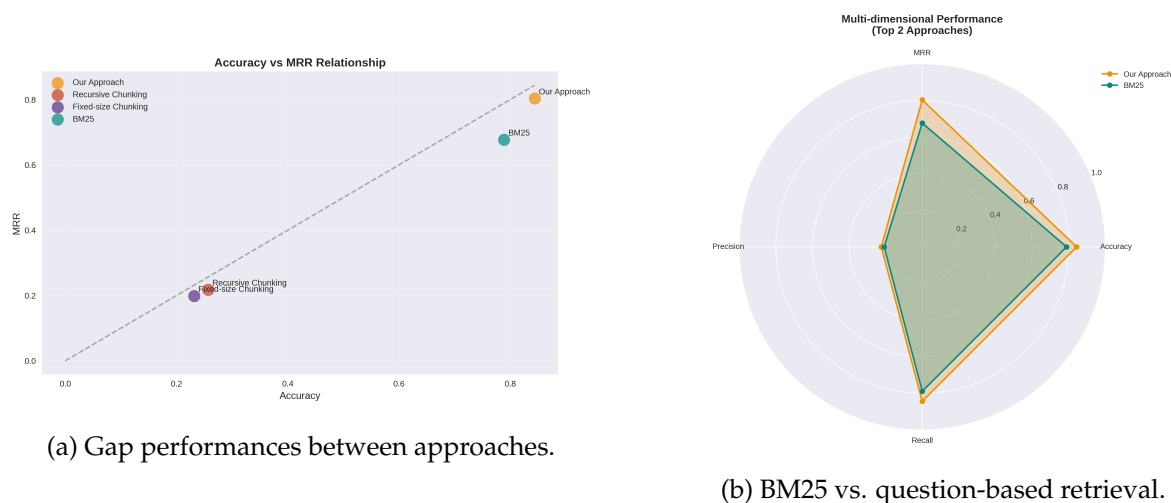 Accuracy vs MRR Relationship
Our Approach
Recursive Chunking
Fixed-size Chunking
BM25
MRR
0.8
0.6
0.4
0.2
0.0
Our Approach
BM25
Recursive Chunking
Fixed-size Chunking
0.0
0.2
0.4
0.6
0.8
Accuracy
(a) Gap performances between approaches.
Multi-dimensional Performance
(Top 2 Approaches)
MRR
Our Approach
BM25
1.0
0.8
0.6
0.4
0.2
Precision
Accuracy
Recall
(b) BM25 vs. question-based retrieval.